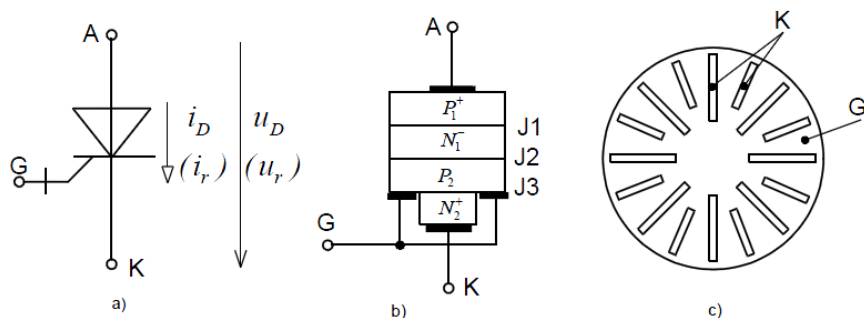 A
G
K
i_D
(i_r)
u_D
(u_r)
a)
A
P_1^+
N_1^-
P_2
N_2^+
J1
J2
J3
G
K
b)
K
G
c)